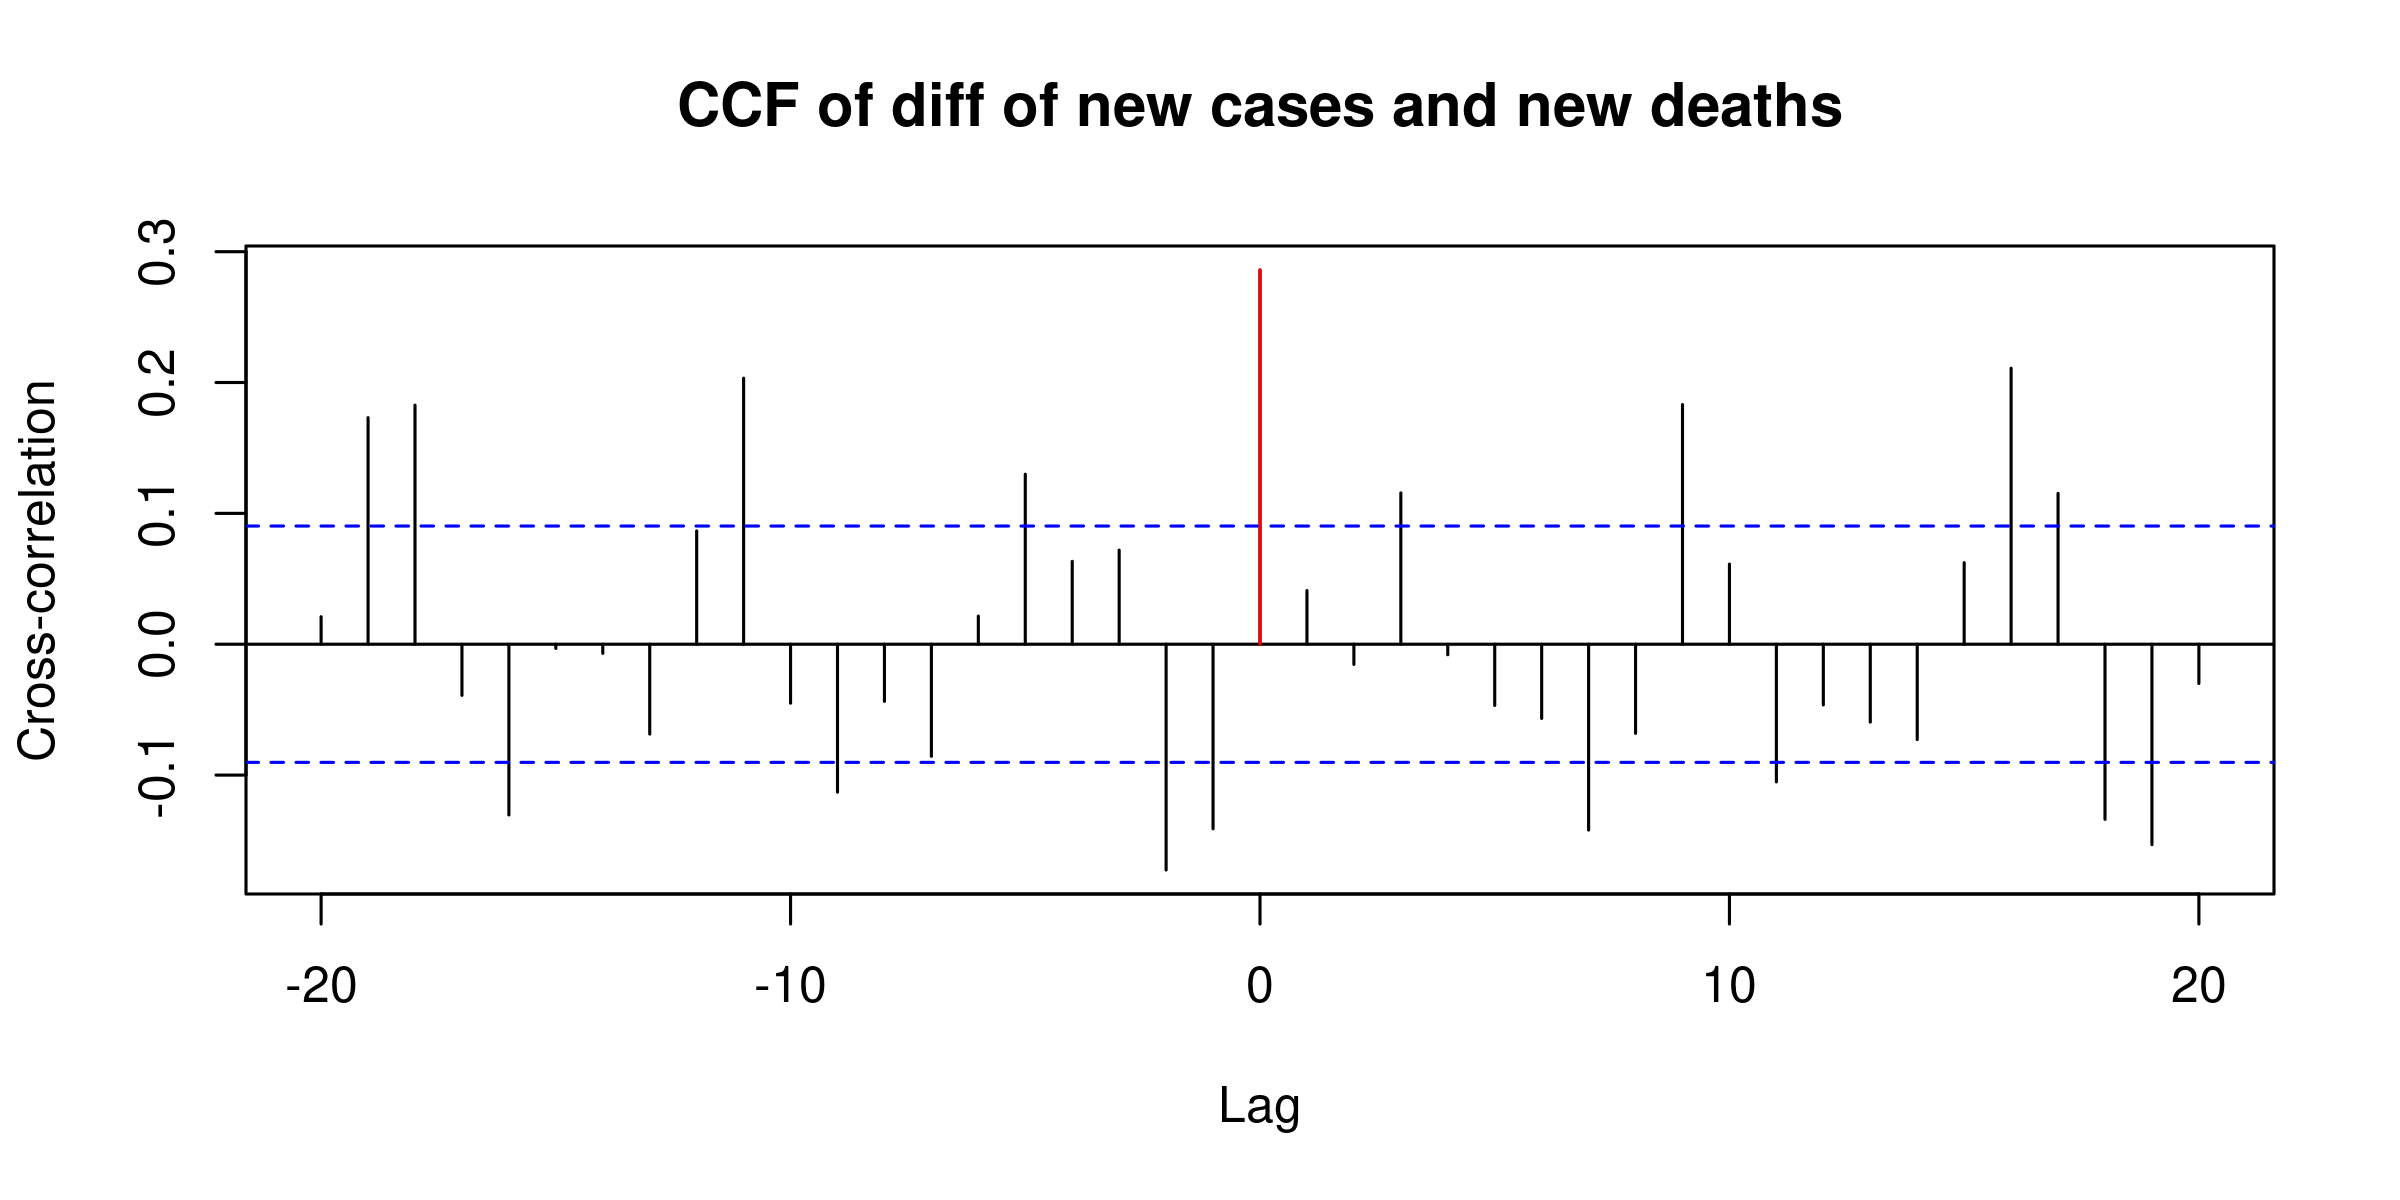 CCF of diff of new cases and new deaths
Cross-correlation
0.3
0.2
0.1
0.0
-0.1
-20 -10 0 10 20
Lag